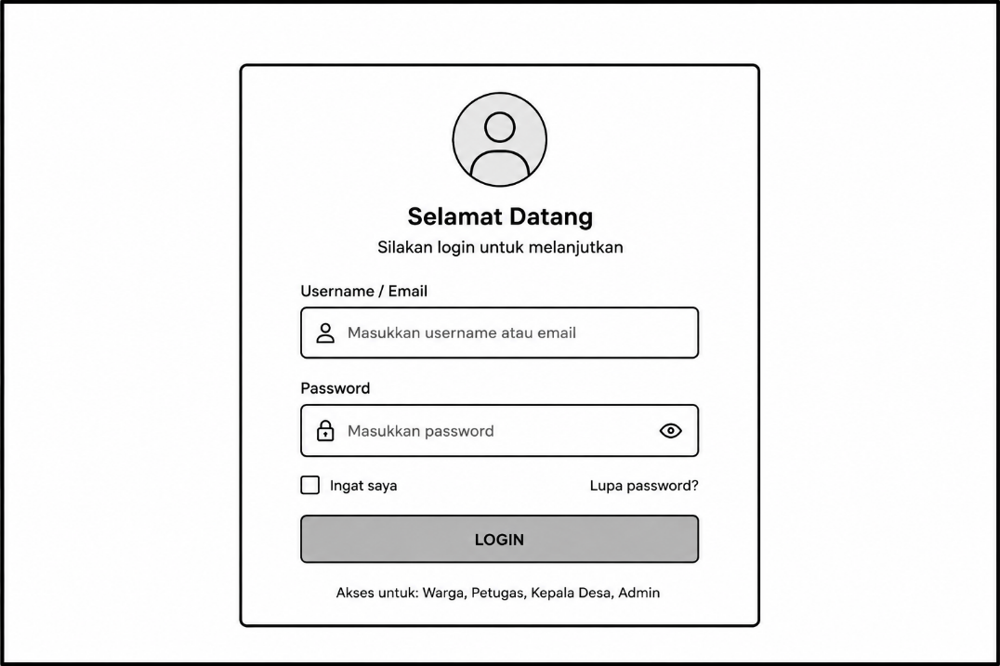 Selamat Datang
Silakan login untuk melanjutkan
Username / Email
Masukkan username atau email
Password
Masukkan password
Ingat saya
Lupa password?
LOGIN
Akses untuk: Warga, Petugas, Kepala Desa, Admin